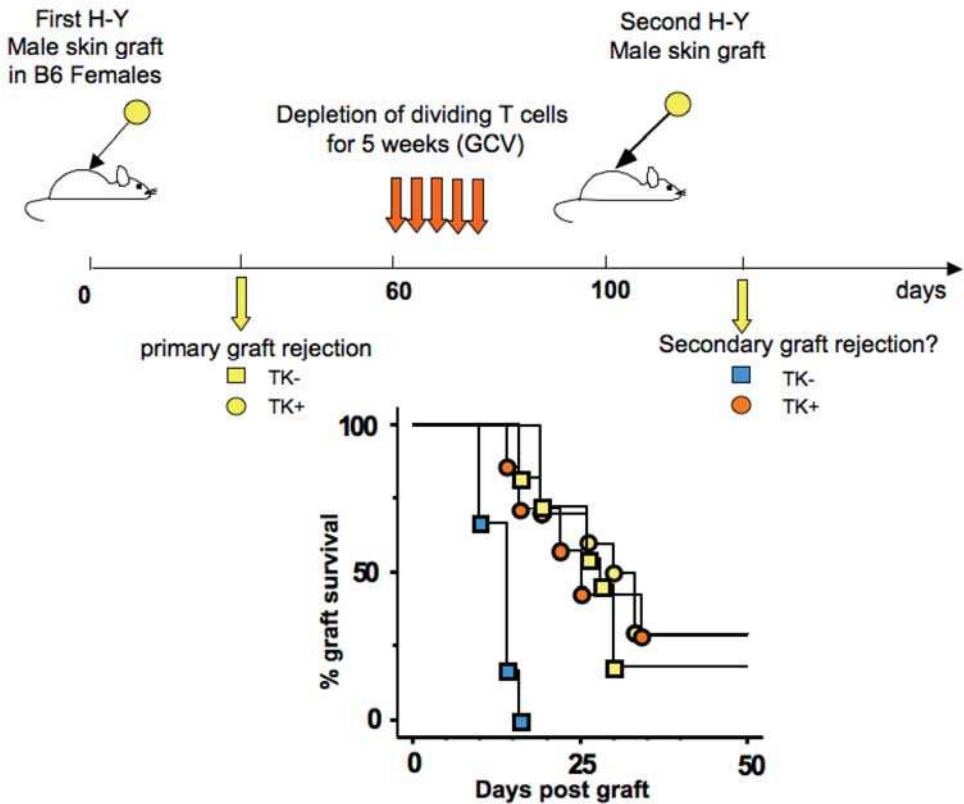 First H-Y
Male skin graft
in B6 Females
Second H-Y
Male skin graft
Depletion of dividing T cells
for 5 weeks (GCV)
0
60
100
days
primary graft rejection
TK-
TK+
Secondary graft rejection?
TK-
TK+
100
50
0
% graft survival
0
25
50
Days post graft